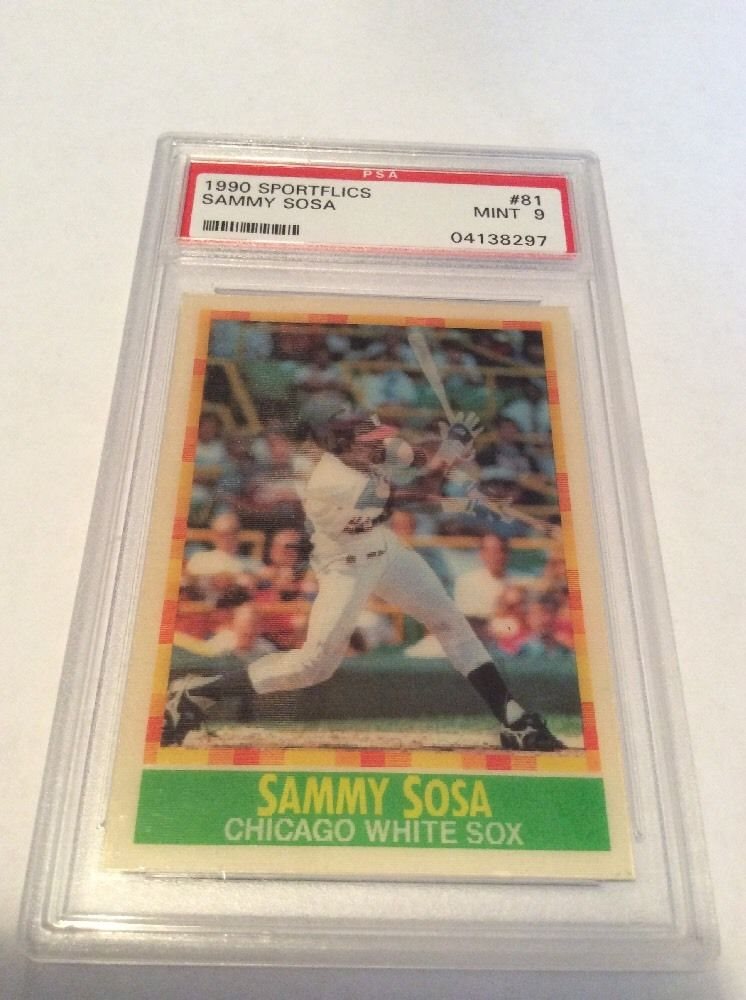 PSA
1990 SPORTFLICS #81
SAMMY SOSA MINT 9
04138297
SAMMY SOSA
CHICAGO WHITE SOX